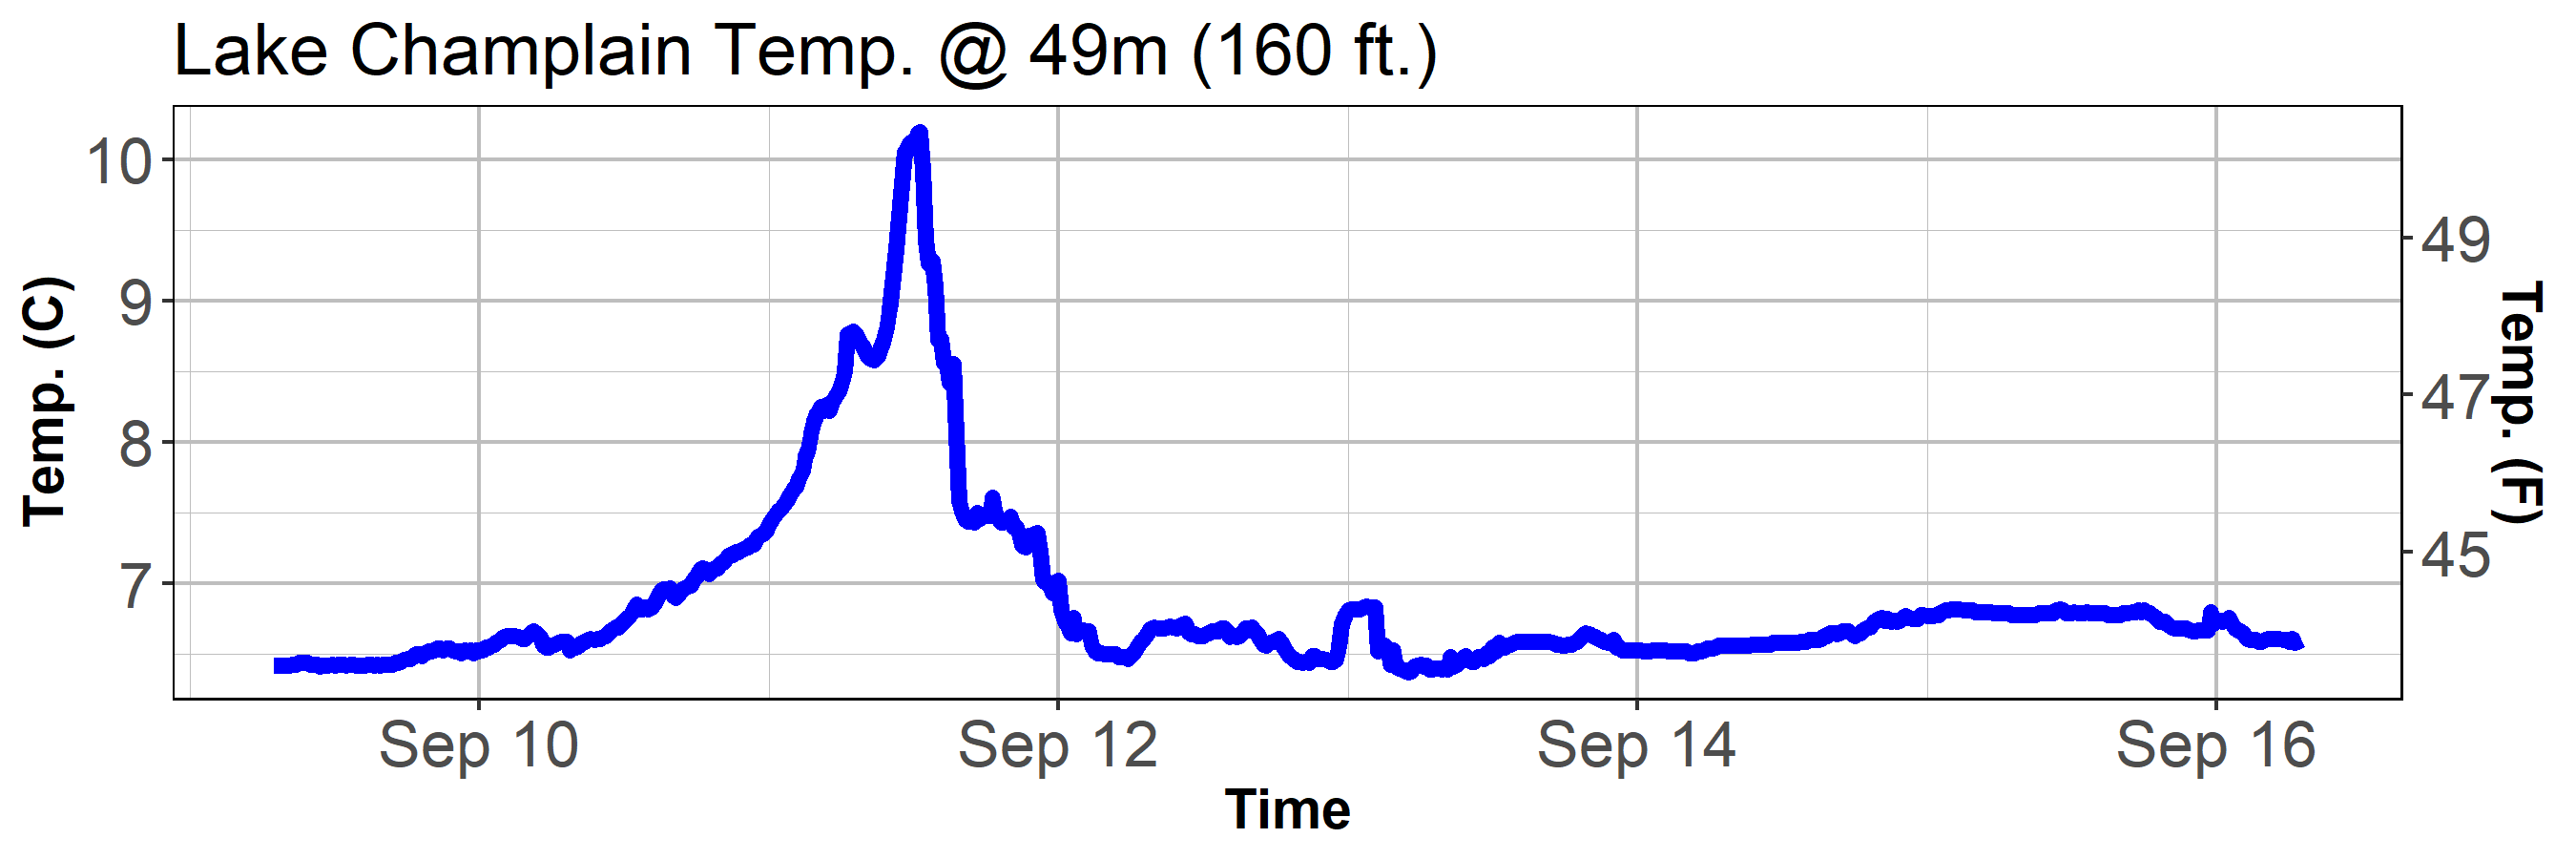 Lake Champlain Temp. @ 49m (160 ft.)
Temp. (C)
10
9
8
7
49
47
45
Temp. (F)
Sep 10
Sep 12
Sep 14
Sep 16
Time